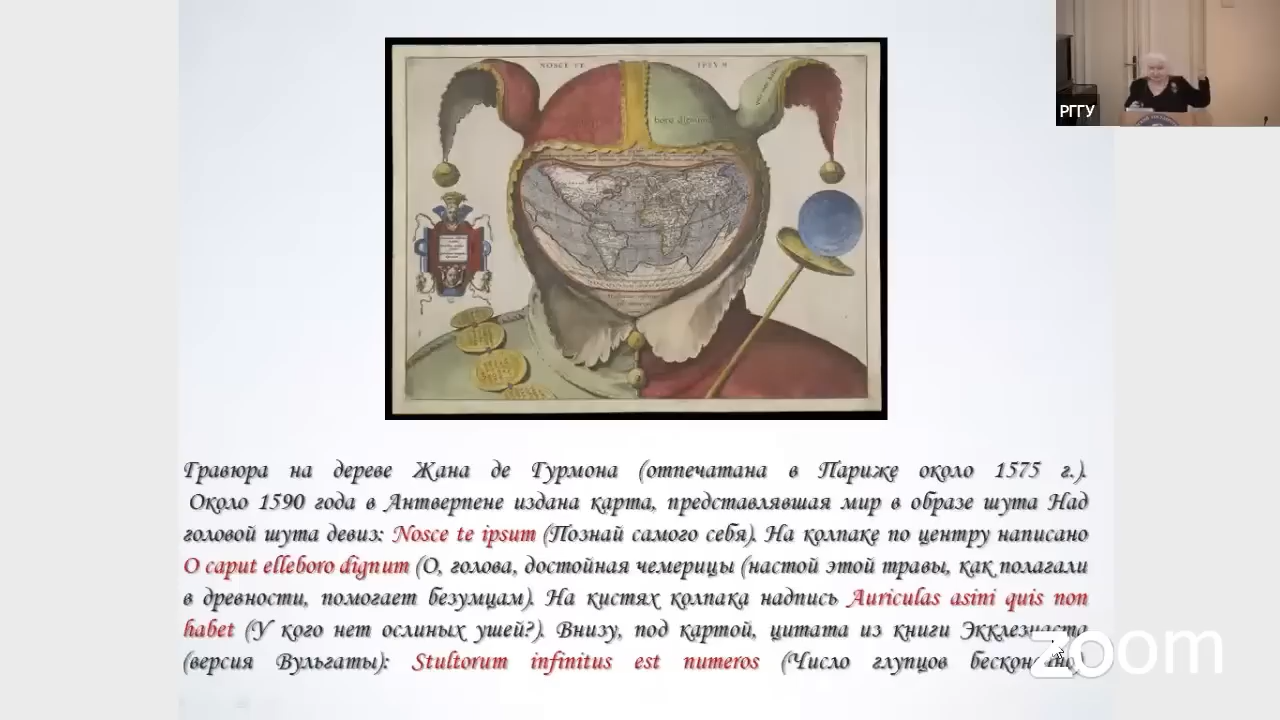 РГГУ
NOSCE TE IPSVM
Гравюра на дереве Жана де Гурмона (отпечатана в Париже около 1575 г.).
Около 1590 года в Антверпене издана карта, представлявшая мир в образе шута Над
головой шута девиз: Nosce te ipsum (Познай самого себя). На колпаке по центру написано
O caput elleboro dignum (О, голова, достойная чемерицы (настой этой травы, как полагали
в древности, помогает безумцам). На кистях колпака надпись Auriculas asini quis non
habet (У кого нет ослиных ушей?). Внизу, под картой, цитата из книги Экклезиаста
(версия Вульгаты): Stultorum infinitus est numeros (Число глупцов бесконечно)
zoom